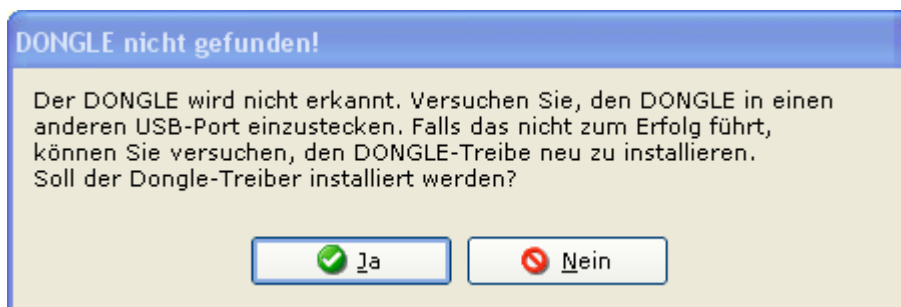 DONGLE nicht gefunden!
Der DONGLE wird nicht erkannt. Versuchen Sie, den DONGLE in einen
anderen USB-Port einzustecken. Falls das nicht zum Erfolg führt,
können Sie versuchen, den DONGLE-Treibe neu zu installieren.
Soll der Dongle-Treiber installiert werden?
Ja
Nein